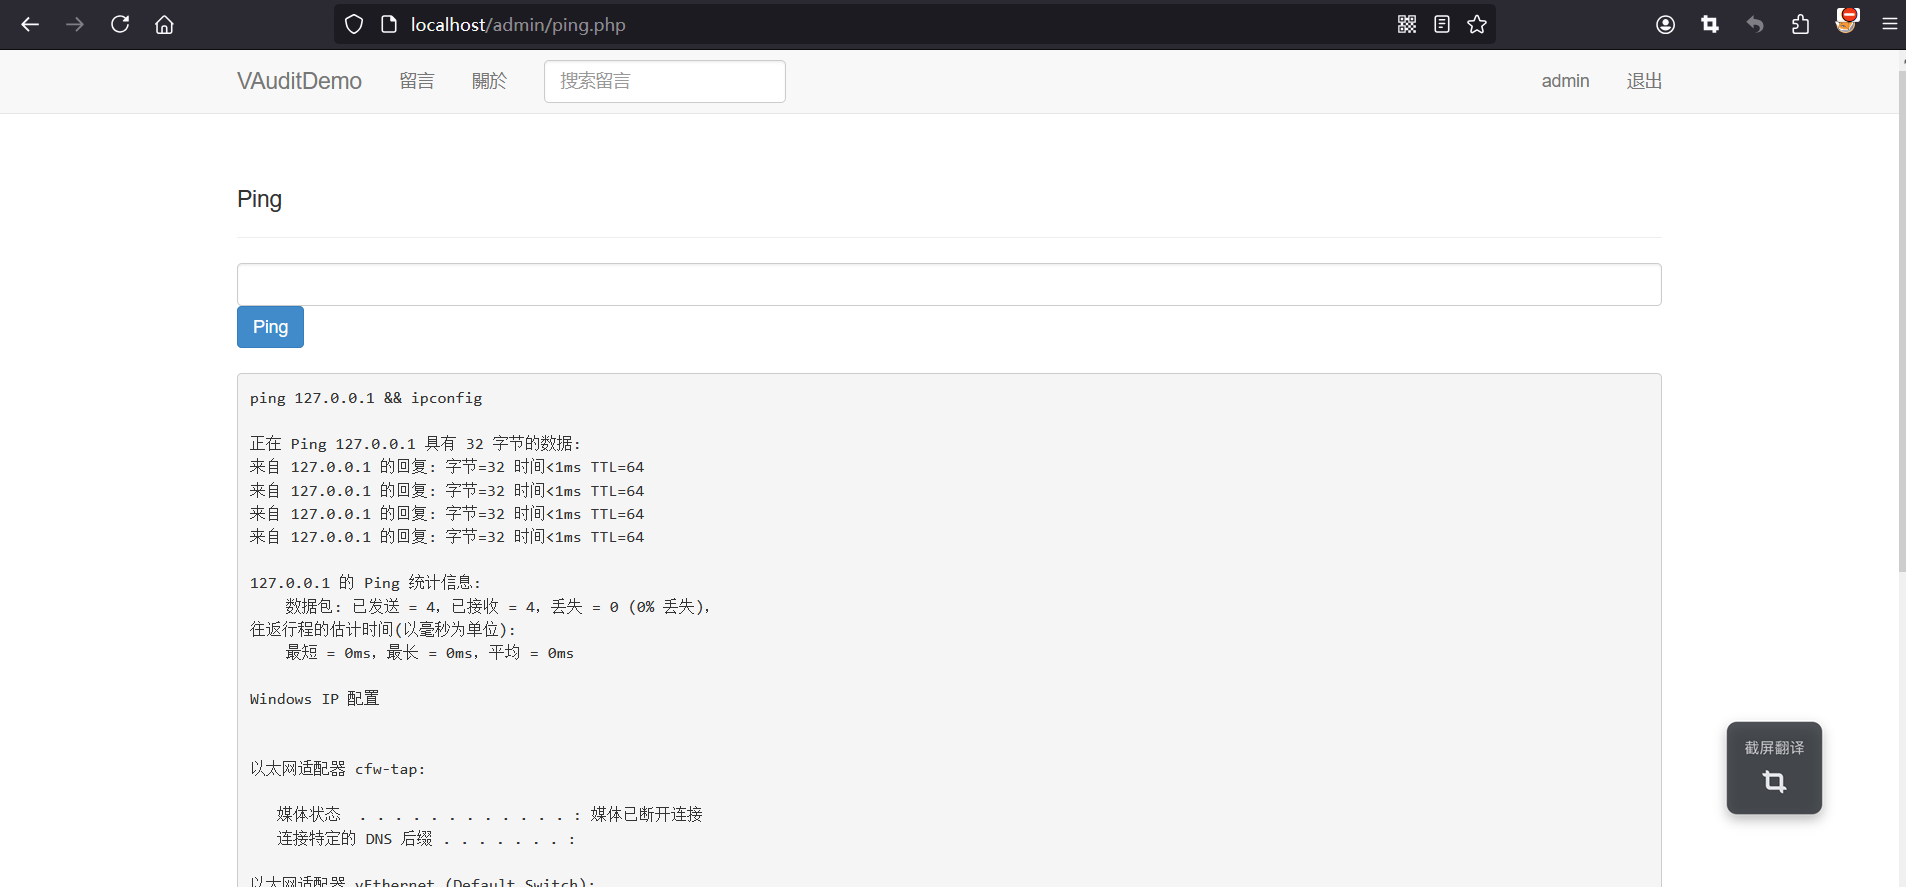 localhost/admin/ping.php
VAuditDemo 留言 關於 搜索留言 admin 退出
Ping
Ping
ping 127.0.0.1 && ipconfig
正在 Ping 127.0.0.1 具有 32 字节的数据:
来自 127.0.0.1 的回复: 字节=32 时间<1ms TTL=64
来自 127.0.0.1 的回复: 字节=32 时间<1ms TTL=64
来自 127.0.0.1 的回复: 字节=32 时间<1ms TTL=64
来自 127.0.0.1 的回复: 字节=32 时间<1ms TTL=64
127.0.0.1 的 Ping 统计信息:
数据包: 已发送 = 4，已接收 = 4，丢失 = 0 (0% 丢失)，
往返行程的估计时间(以毫秒为单位):
最短 = 0ms，最长 = 0ms，平均 = 0ms
Windows IP 配置
以太网适配器 cfw-tap:
媒体状态 . . . . . . . . . . . . : 媒体已断开连接
连接特定的 DNS 后缀 . . . . . . . :
以太网适配器 vEthernet (Default Switch):
截屏翻译